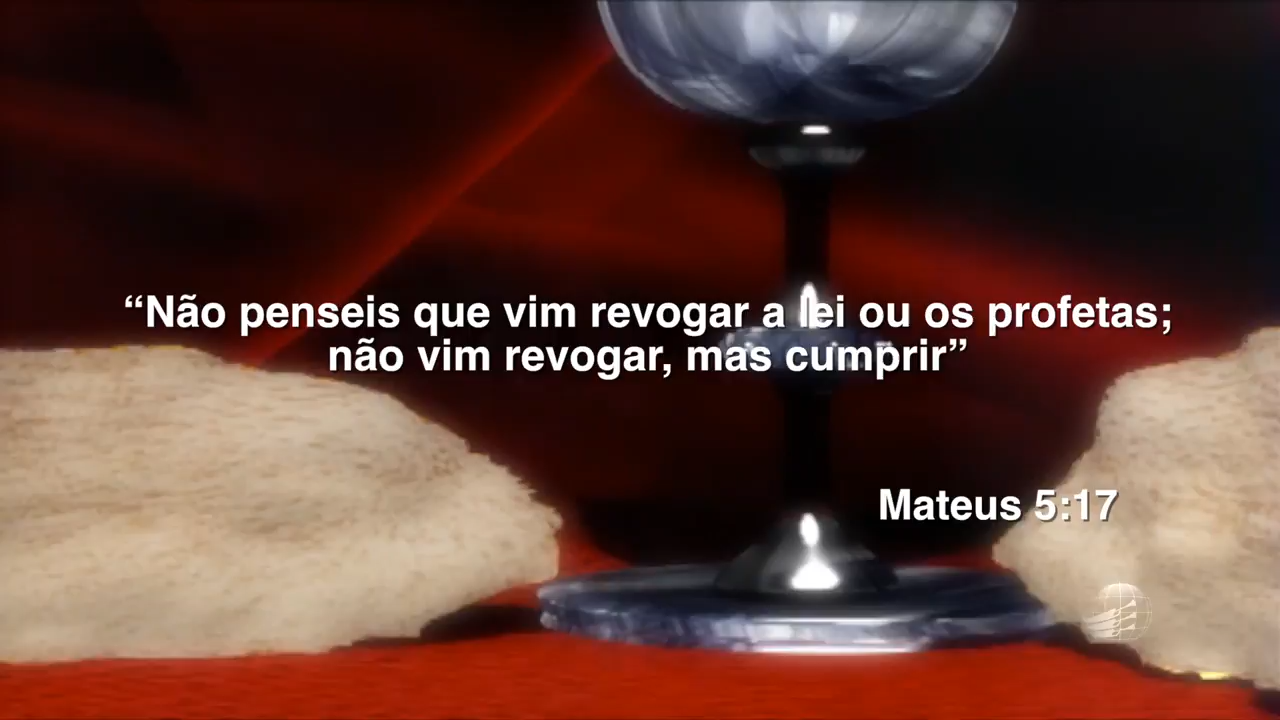 “Não penseis que vim revogar a lei ou os profetas;
não vim revogar, mas cumprir”
Mateus 5:17